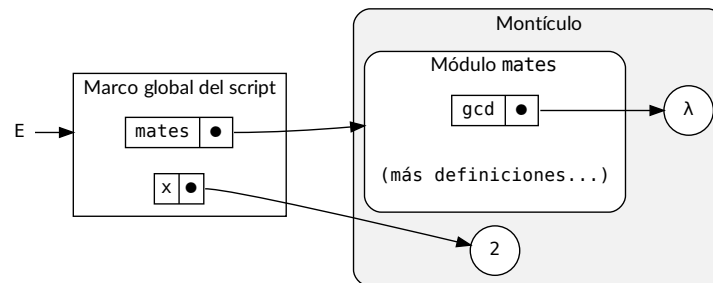 Montículo
Módulo mates
Marco global del script
gcd
λ
E
mates
(más definiciones...)
x
2